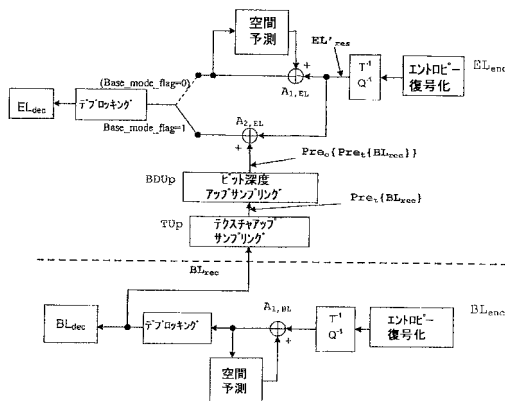 空間
予測
EL'res
T⁻¹
Q⁻¹
エントロピー
復号化
ELenc
A1,EL
(Base_mode_flag=0)
ELdec
デブロッキング
Base_mode_flag=1
A2,EL
Prec{Pret{BLrec}}
BDUp
ビット深度
アップサンプリング
Pret{BLrec}
TUp
テクスチャアップ
サンプリング
BLrec
BLdec
デブロッキング
A1,BL
T⁻¹
Q⁻¹
エントロピー
復号化
BLenc
空間
予測